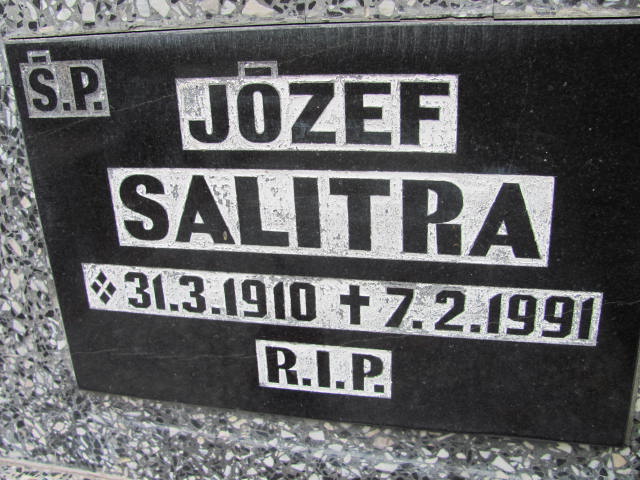 Ś.P.
JÓZEF
SALITRA
31.3.1910 ✝ 7.2.1991
R.I.P.